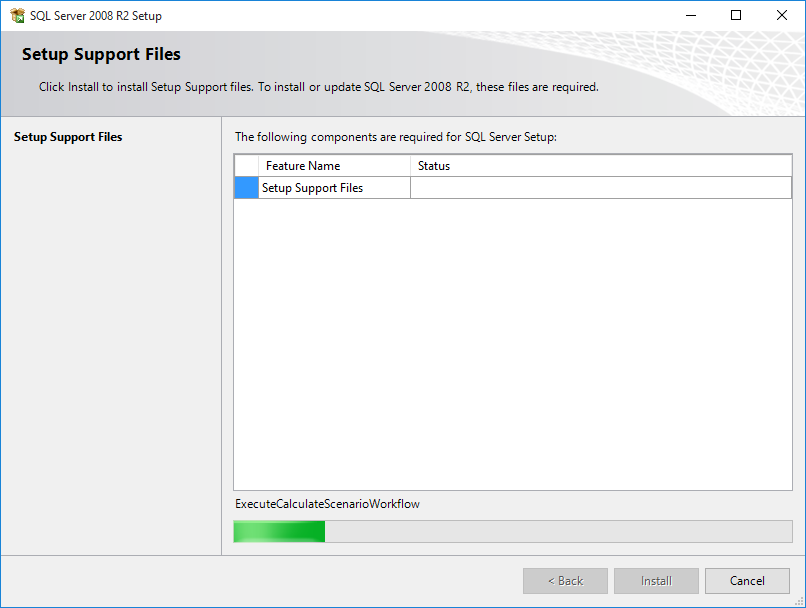 SQL Server 2008 R2 Setup
Setup Support Files
Click Install to install Setup Support files. To install or update SQL Server 2008 R2, these files are required.
Setup Support Files
The following components are required for SQL Server Setup:
Feature Name Status
Setup Support Files
ExecuteCalculateScenarioWorkflow
< Back Install Cancel